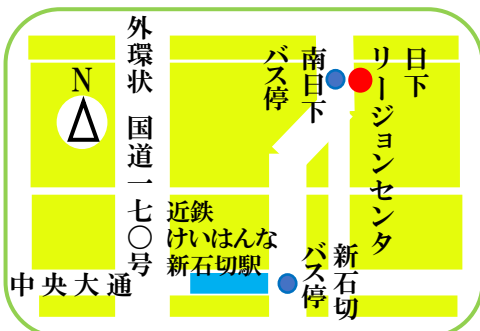 外環状 国道一七〇号
南日下
バス停
日下
リージョンセンタ
N
近鉄
けいはんな
新石切駅
新石切
バス停
中央大通